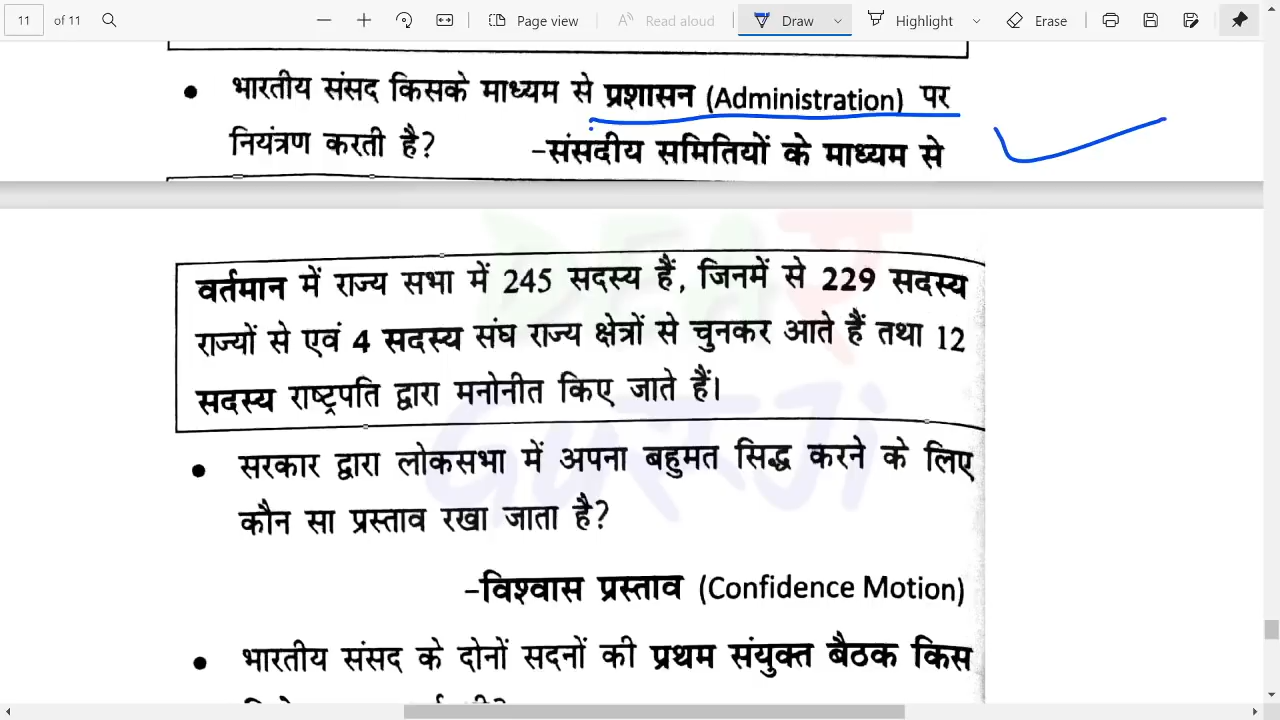 11 of 11 Page view Read aloud Draw Highlight Erase
भारतीय संसद किसके माध्यम से प्रशासन (Administration) पर
नियंत्रण करती है? -संसदीय समितियों के माध्यम से
वर्तमान में राज्य सभा में 245 सदस्य हैं, जिनमें से 229 सदस्य
राज्यों से एवं 4 सदस्य संघ राज्य क्षेत्रों से चुनकर आते हैं तथा 12
सदस्य राष्ट्रपति द्वारा मनोनीत किए जाते हैं।
सरकार द्वारा लोकसभा में अपना बहुमत सिद्ध करने के लिए
कौन सा प्रस्ताव रखा जाता है?
-विश्वास प्रस्ताव (Confidence Motion)
भारतीय संसद के दोनों सदनों की प्रथम संयुक्त बैठक किस